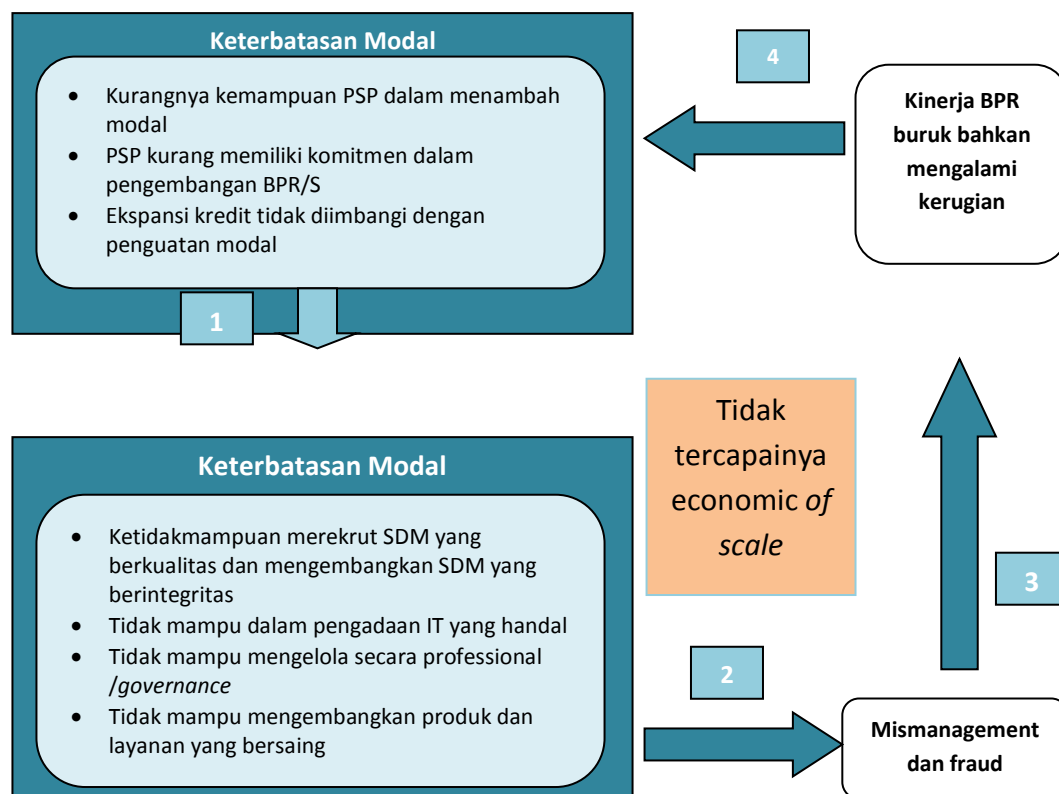 Keterbatasan Modal
• Kurangnya kemampuan PSP dalam menambah
modal
• PSP kurang memiliki komitmen dalam
pengembangan BPR/S
• Ekspansi kredit tidak diimbangi dengan
penguatan modal
1
4
Kinerja BPR
buruk bahkan
mengalami
kerugian
Tidak
tercapainya
economic of
scale
Keterbatasan Modal
• Ketidakmampuan merekrut SDM yang
berkualitas dan mengembangkan SDM yang
berintegritas
• Tidak mampu dalam pengadaan IT yang handal
• Tidak mampu mengelola secara professional
/governance
• Tidak mampu mengembangkan produk dan
layanan yang bersaing
2
3
Mismanagement
dan fraud